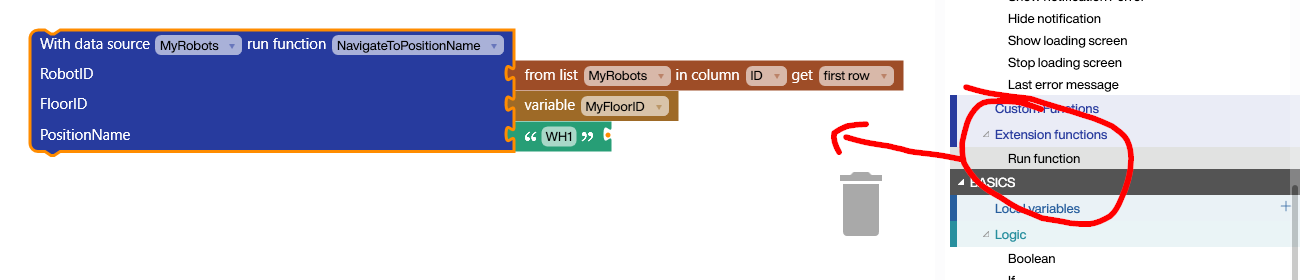 With data source MyRobots run function NavigateToPositionName
RobotID
from list MyRobots in column ID get first row
FloorID
variable MyFloorID
PositionName
“ WH1 ”
Hide notification
Show loading screen
Stop loading screen
Last error message
Custom Functions
Extension functions
Run function
BASICS
Local variables +
Logic
Boolean